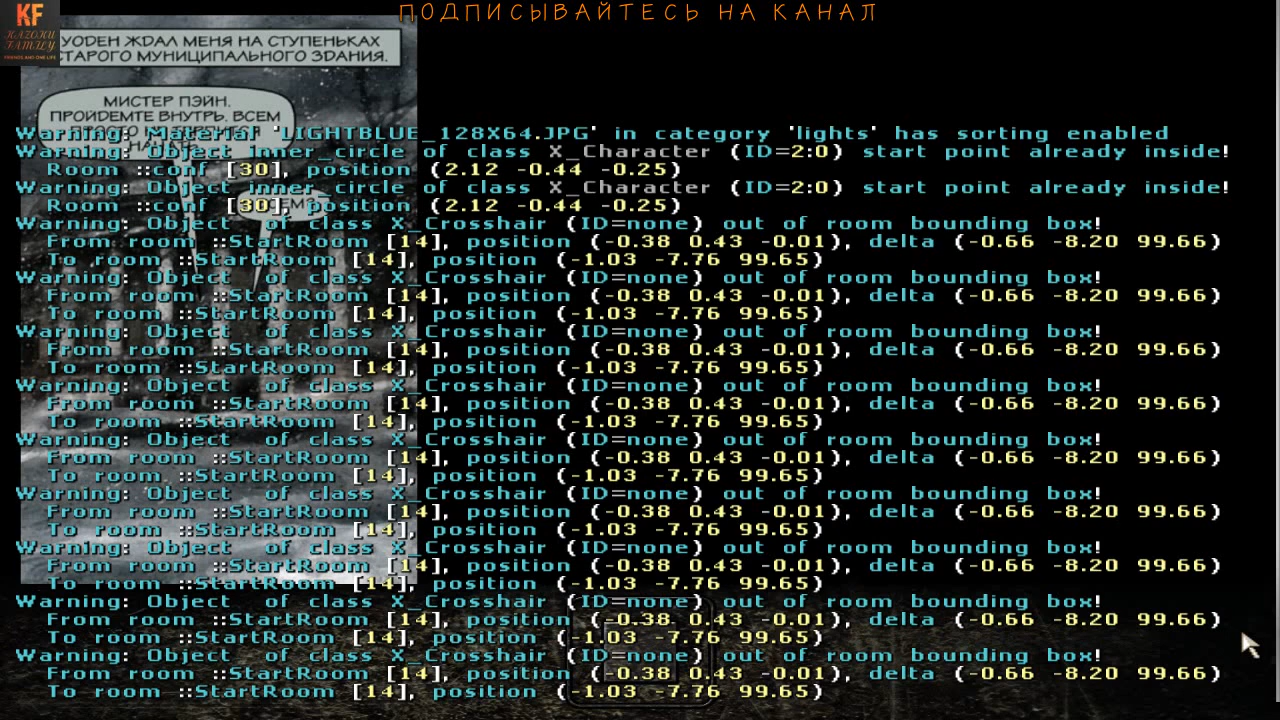 KF
KAZOKU
FAMILY
FRIENDS AND ONE LIFE
ПОДПИСЫВАЙТЕСЬ НА КАНАЛ
УОДЕН ЖДАЛ МЕНЯ НА СТУПЕНЬКАХ
СТАРОГО МУНИЦИПАЛЬНОГО ЗДАНИЯ.
МИСТЕР ПЭЙН.
ПРОЙДЕМТЕ ВНУТРЬ. ВСЕМ
Warning: Material 'LIGHTBLUE_128X64.JPG' in category 'lights' has sorting enabled
Warning: Object inner_circle of class X_Character (ID=2:0) start point already inside!
Room ::conf [30], position (2.12 -0.44 -0.25)
Warning: Object inner_circle of class X_Character (ID=2:0) start point already inside!
Room ::conf [30], position (2.12 -0.44 -0.25)
Warning: Object  of class X_Crosshair (ID=none) out of room bounding box!
From room ::StartRoom [14], position (-0.38 0.43 -0.01), delta (-0.66 -8.20 99.66)
To room ::StartRoom [14], position (-1.03 -7.76 99.65)
Warning: Object  of class X_Crosshair (ID=none) out of room bounding box!
From room ::StartRoom [14], position (-0.38 0.43 -0.01), delta (-0.66 -8.20 99.66)
To room ::StartRoom [14], position (-1.03 -7.76 99.65)
Warning: Object  of class X_Crosshair (ID=none) out of room bounding box!
From room ::StartRoom [14], position (-0.38 0.43 -0.01), delta (-0.66 -8.20 99.66)
To room ::StartRoom [14], position (-1.03 -7.76 99.65)
Warning: Object  of class X_Crosshair (ID=none) out of room bounding box!
From room ::StartRoom [14], position (-0.38 0.43 -0.01), delta (-0.66 -8.20 99.66)
To room ::StartRoom [14], position (-1.03 -7.76 99.65)
Warning: Object  of class X_Crosshair (ID=none) out of room bounding box!
From room ::StartRoom [14], position (-0.38 0.43 -0.01), delta (-0.66 -8.20 99.66)
To room ::StartRoom [14], position (-1.03 -7.76 99.65)
Warning: Object  of class X_Crosshair (ID=none) out of room bounding box!
From room ::StartRoom [14], position (-0.38 0.43 -0.01), delta (-0.66 -8.20 99.66)
To room ::StartRoom [14], position (-1.03 -7.76 99.65)
Warning: Object  of class X_Crosshair (ID=none) out of room bounding box!
From room ::StartRoom [14], position (-0.38 0.43 -0.01), delta (-0.66 -8.20 99.66)
To room ::StartRoom [14], position (-1.03 -7.76 99.65)
Warning: Object  of class X_Crosshair (ID=none) out of room bounding box!
From room ::StartRoom [14], position (-0.38 0.43 -0.01), delta (-0.66 -8.20 99.66)
To room ::StartRoom [14], position (-1.03 -7.76 99.65)
Warning: Object  of class X_Crosshair (ID=none) out of room bounding box!
From room ::StartRoom [14], position (-0.38 0.43 -0.01), delta (-0.66 -8.20 99.66)
To room ::StartRoom [14], position (-1.03 -7.76 99.65)